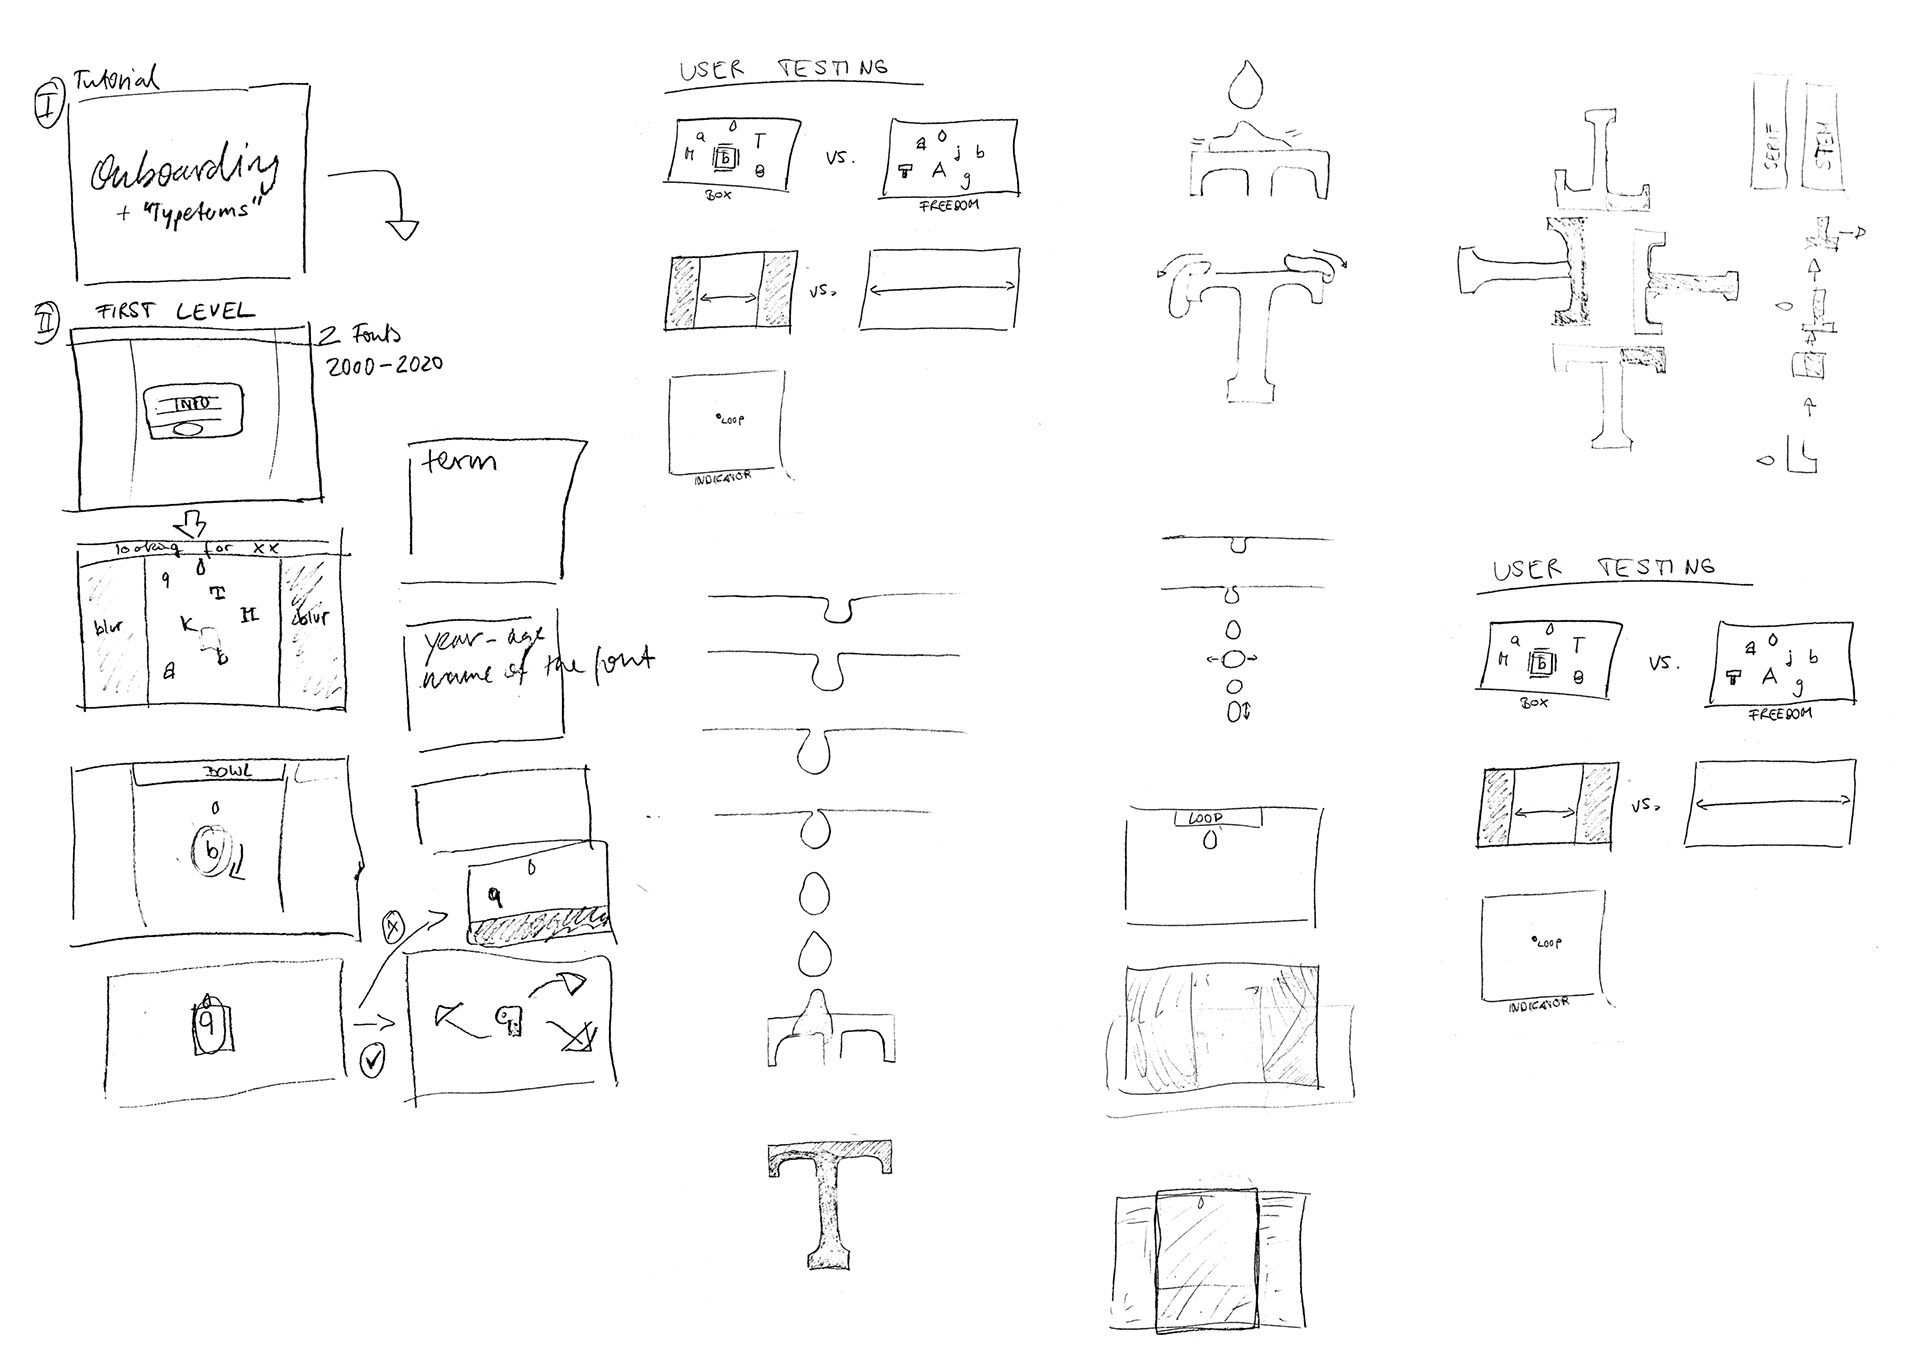 I Tutorial
Onboarding
+ "Typeterms"
II FIRST LEVEL
2 Fonts
2000-2020
INFO
looking for xx
q T
K H
a b
blur
blur
BOWL
b
q
term
year-age
name of the font
q
q
USER TESTING
a T
M b B
BOX
vs.
a o j b
T A g
FREEDOM
vs.
LOOP
INDICATOR
LOOP
SERIF
STEM
USER TESTING
a T
M b B
BOX
vs.
a o j b
T A g
FREEDOM
vs.
LOOP
INDICATOR